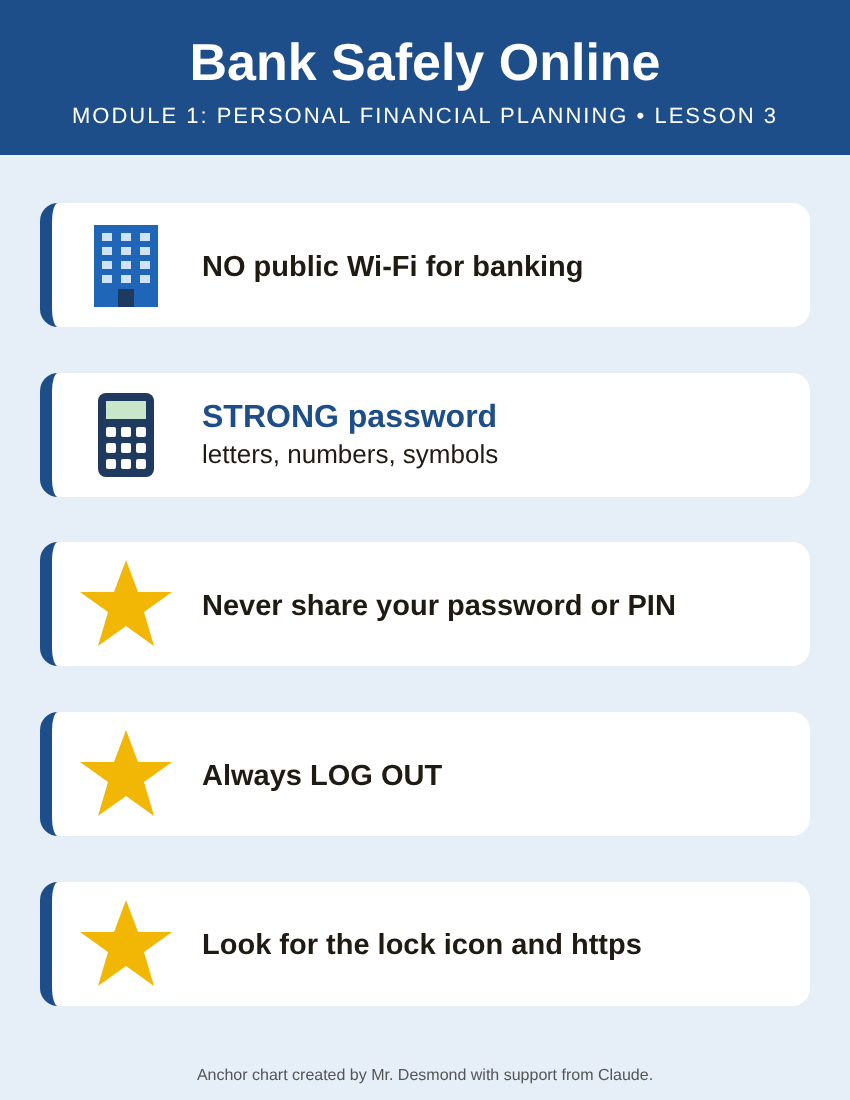 Bank Safely Online
MODULE 1: PERSONAL FINANCIAL PLANNING • LESSON 3
NO public Wi-Fi for banking
STRONG password
letters, numbers, symbols
Never share your password or PIN
Always LOG OUT
Look for the lock icon and https
Anchor chart created by Mr. Desmond with support from Claude.